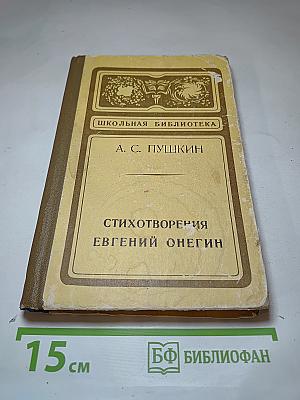 ШКОЛЬНАЯ БИБЛИОТЕКА
А. С. ПУШКИН
СТИХОТВОРЕНИЯ
ЕВГЕНИЙ ОНЕГИН
15 см
БФ БИБЛИОФАН